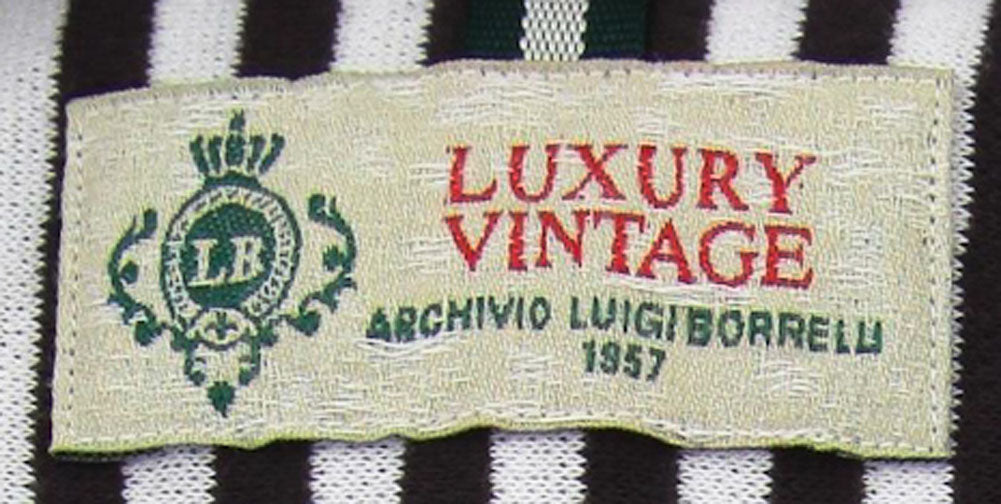 LB
LUXURY
VINTAGE
ARCHIVIO LUIGI BORRELLI
1957